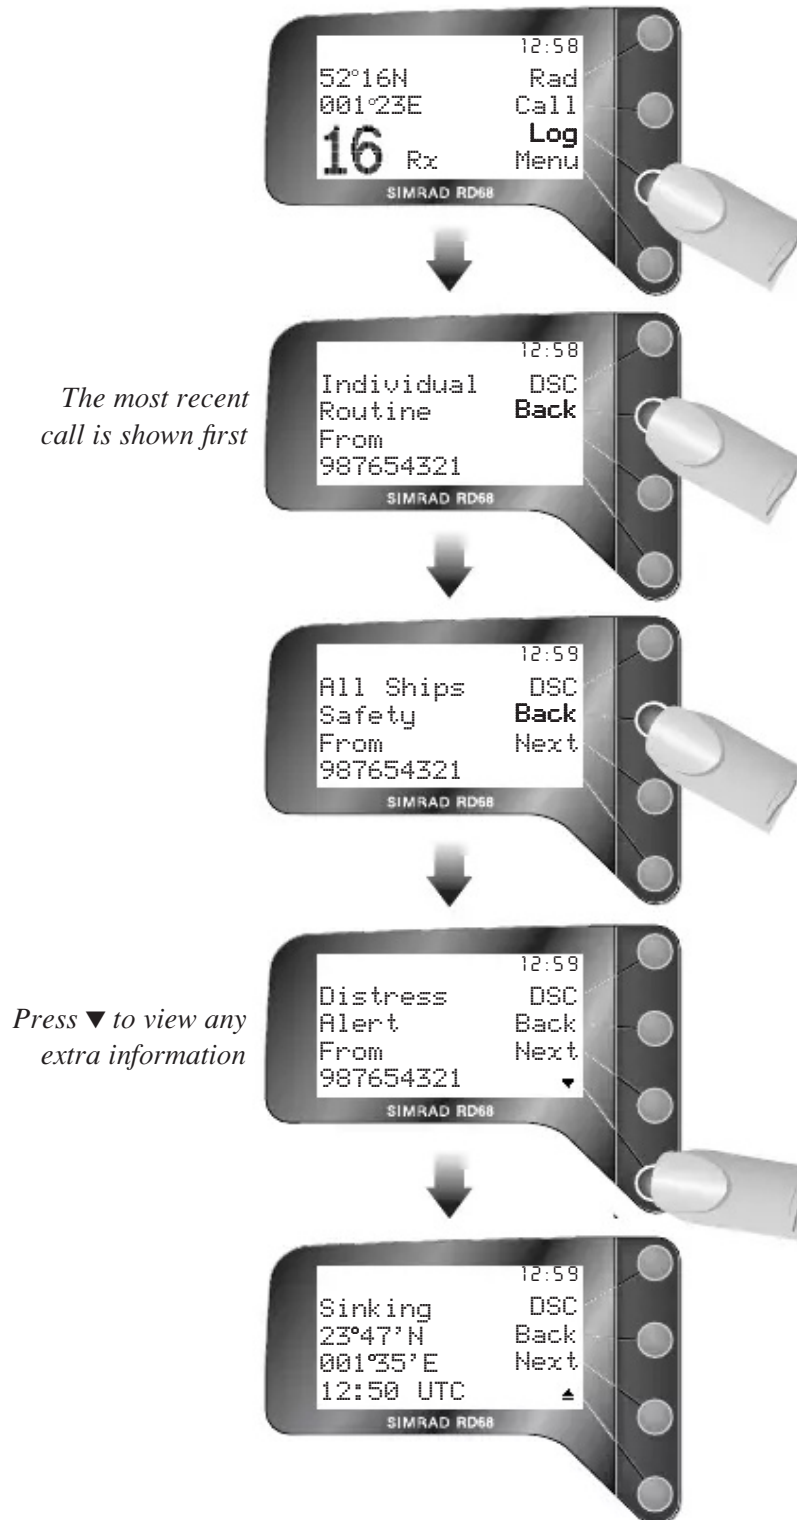 12:58
52°16N Rad
001°23E Call
Log
16 Rx Menu
SIMRAD RD68
The most recent
call is shown first
12:58
Individual DSC
Routine Back
From
987654321
SIMRAD RD68
12:59
All Ships DSC
Safety Back
From Next
987654321
SIMRAD RD68
Press ▼ to view any
extra information
12:59
Distress DSC
Alert Back
From Next
987654321 ▼
SIMRAD RD68
12:59
Sinking DSC
23°47’N Back
001°35’E Next
12:50 UTC ▲
SIMRAD RD68